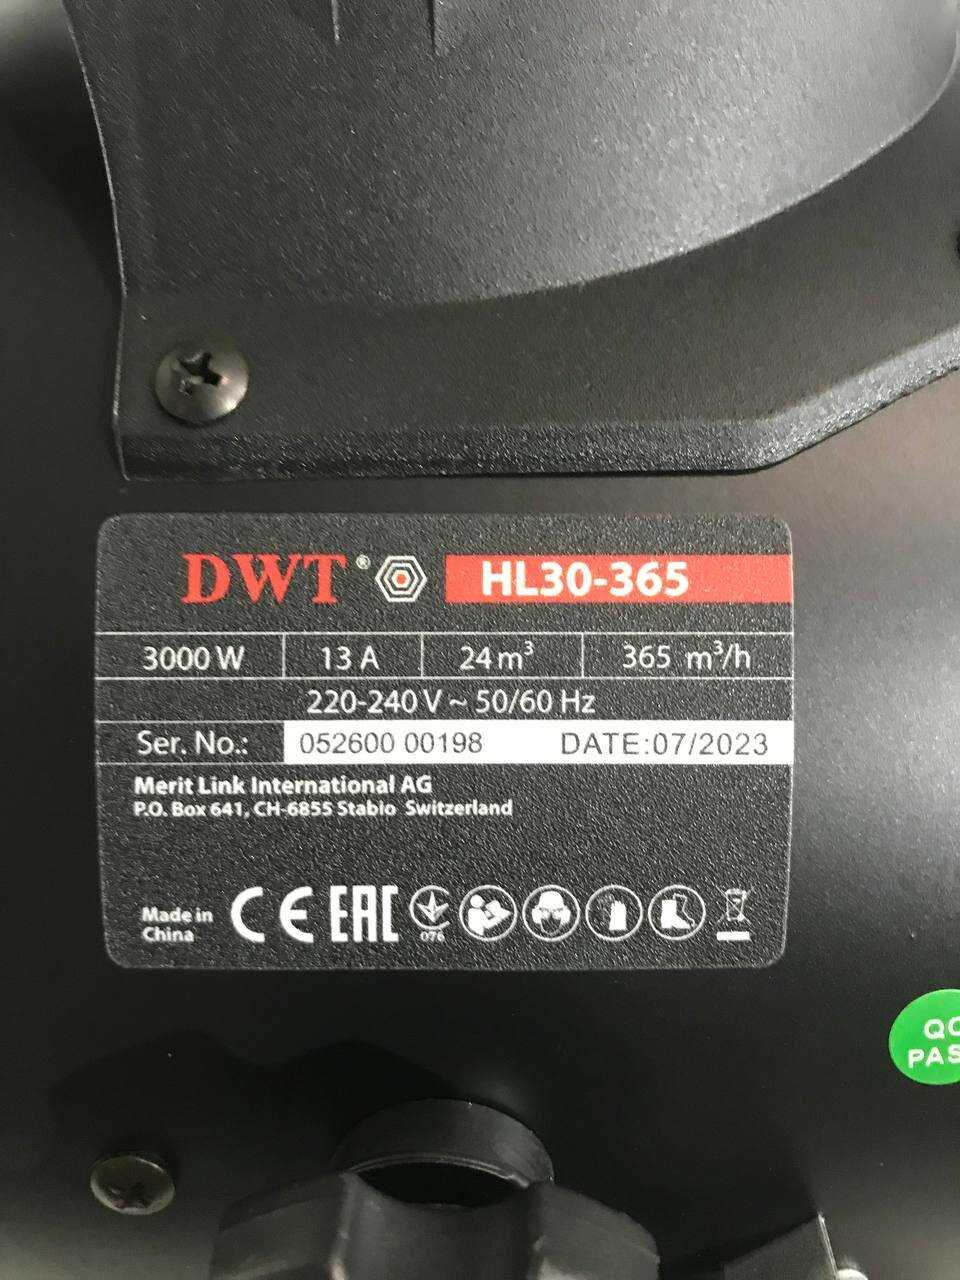 DWT® HL30-365
3000 W 13 A 24 m³ 365 m³/h
220-240 V ~ 50/60 Hz
Ser. No.: 052600 00198 DATE:07/2023
Merit Link International AG
P.O. Box 641, CH-6855 Stabio Switzerland
Made in
China
CE EAC
076
QC
PAS